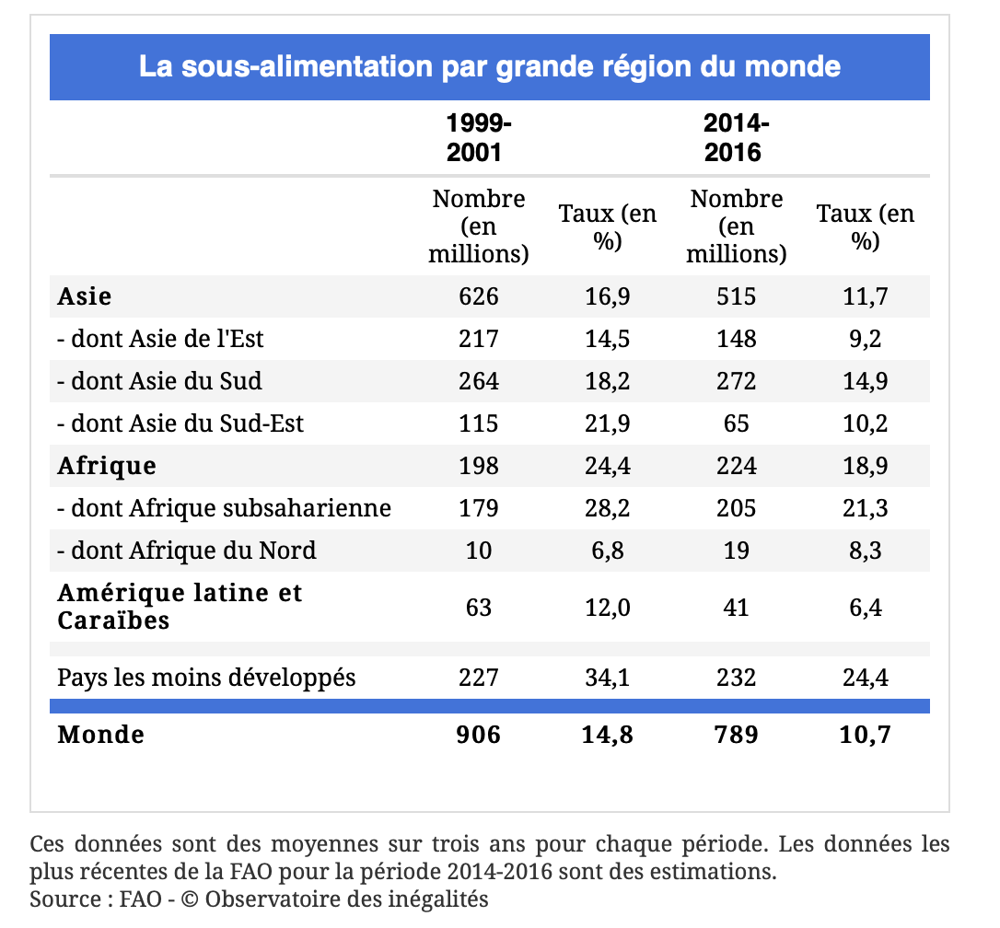 La sous-alimentation par grande région du monde
1999-
2001
2014-
2016
Nombre
(en
millions)
Taux (en
%)
Nombre
(en
millions)
Taux (en
%)
Asie 626 16,9 515 11,7
- dont Asie de l'Est 217 14,5 148 9,2
- dont Asie du Sud 264 18,2 272 14,9
- dont Asie du Sud-Est 115 21,9 65 10,2
Afrique 198 24,4 224 18,9
- dont Afrique subsaharienne 179 28,2 205 21,3
- dont Afrique du Nord 10 6,8 19 8,3
Amérique latine et
Caraïbes 63 12,0 41 6,4
Pays les moins développés 227 34,1 232 24,4
Monde 906 14,8 789 10,7
Ces données sont des moyennes sur trois ans pour chaque période. Les données les
plus récentes de la FAO pour la période 2014-2016 sont des estimations.
Source : FAO - © Observatoire des inégalités